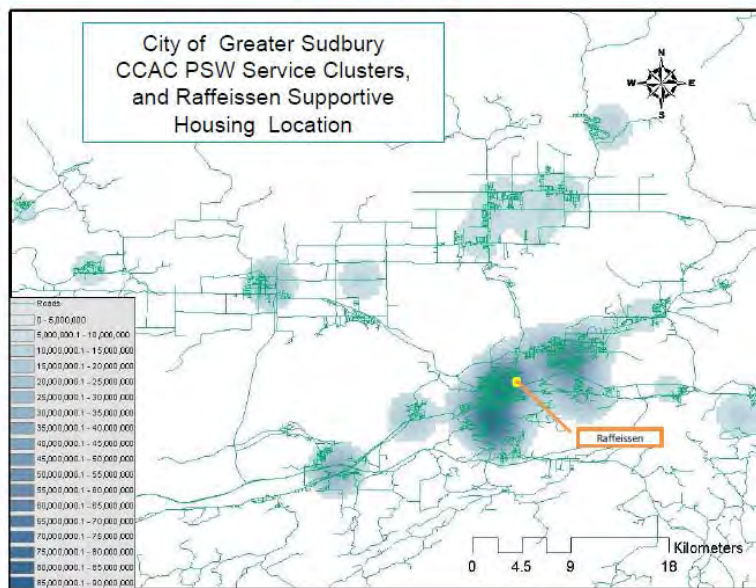 City of Greater Sudbury
CCAC PSW Service Clusters,
and Raffeissen Supportive
Housing Location
N
W E
S
Roads
0 - 5,000,000
5,000,000.1 - 10,000,000
10,000,000.1 - 15,000,000
15,000,000.1 - 20,000,000
20,000,000.1 - 25,000,000
25,000,000.1 - 30,000,000
30,000,000.1 - 35,000,000
35,000,000.1 - 40,000,000
40,000,000.1 - 45,000,000
45,000,000.1 - 50,000,000
50,000,000.1 - 55,000,000
55,000,000.1 - 60,000,000
60,000,000.1 - 65,000,000
65,000,000.1 - 70,000,000
70,000,000.1 - 75,000,000
75,000,000.1 - 80,000,000
80,000,000.1 - 85,000,000
85,000,000.1 - 90,000,000
Raffeissen
Kilometers
0 4.5 9 18